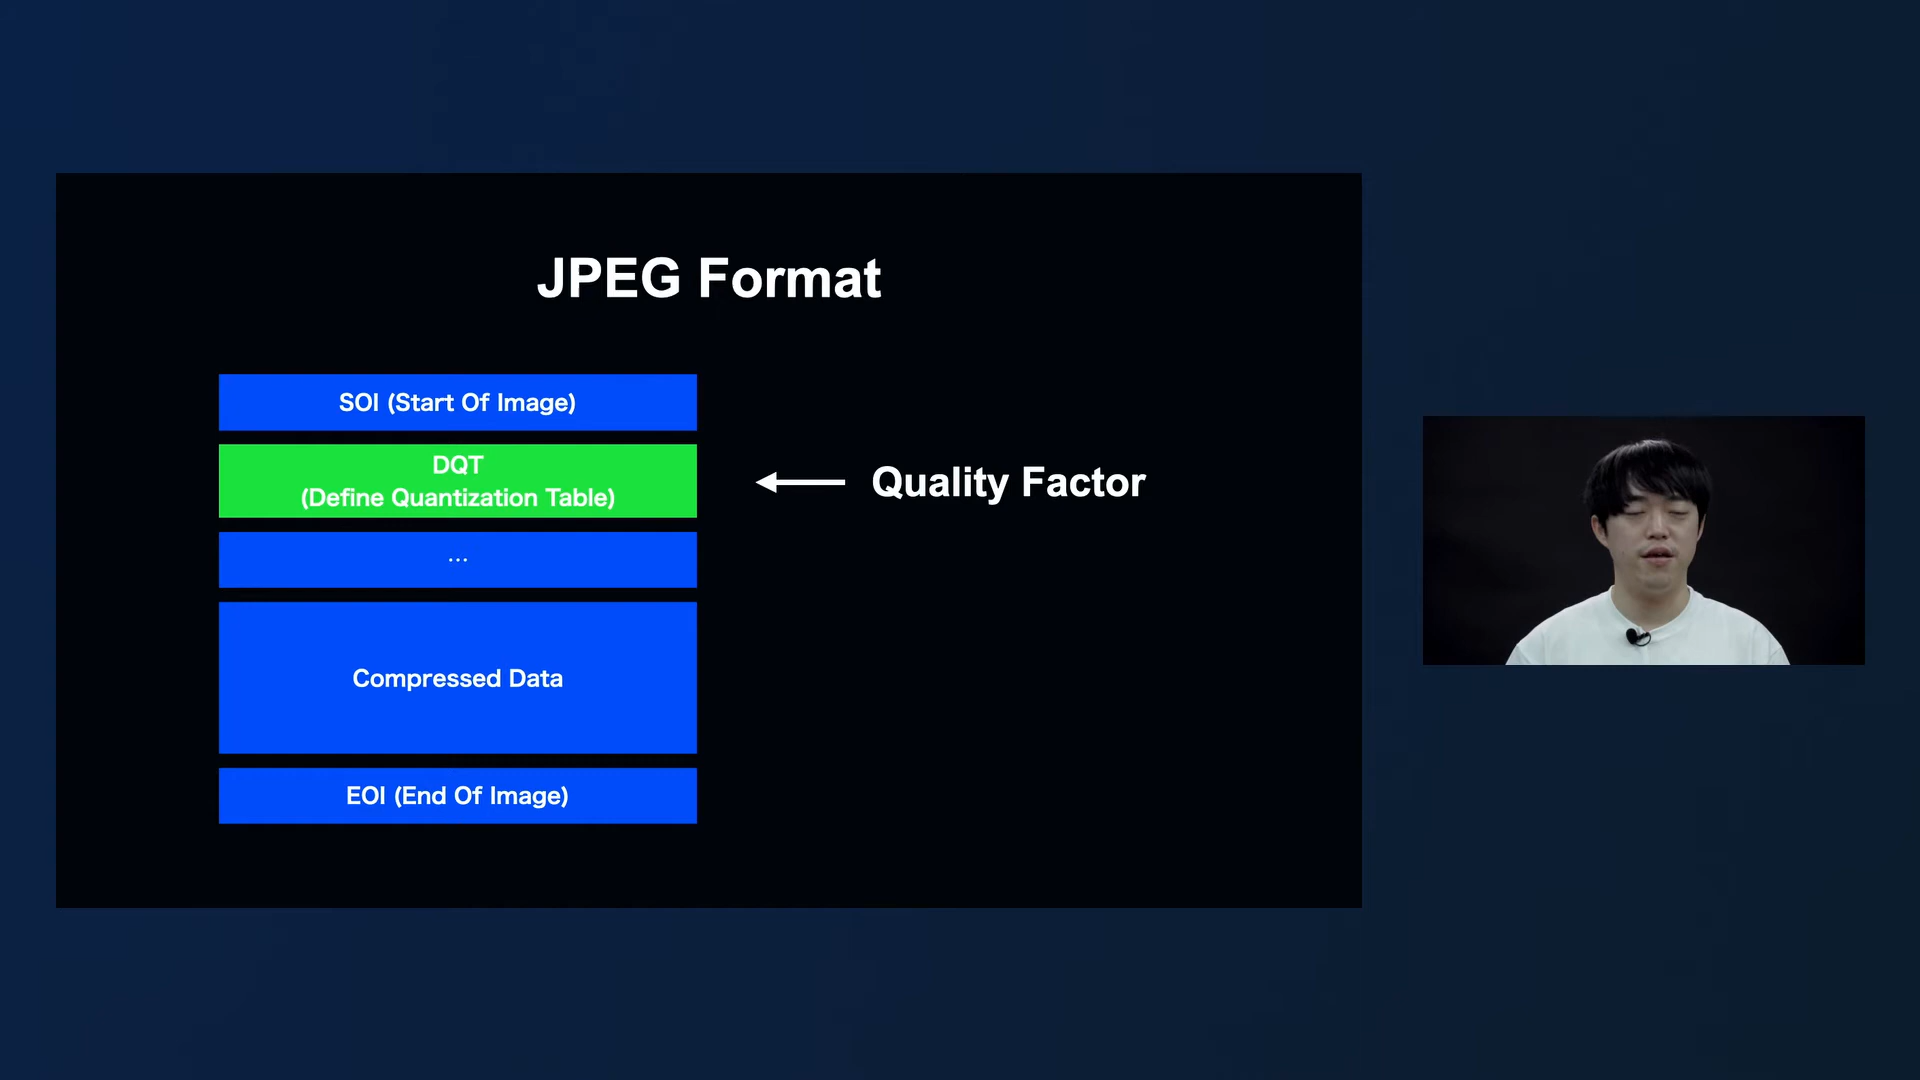 JPEG Format
SOI (Start Of Image)
DQT
(Define Quantization Table)
Quality Factor
...
Compressed Data
EOI (End Of Image)